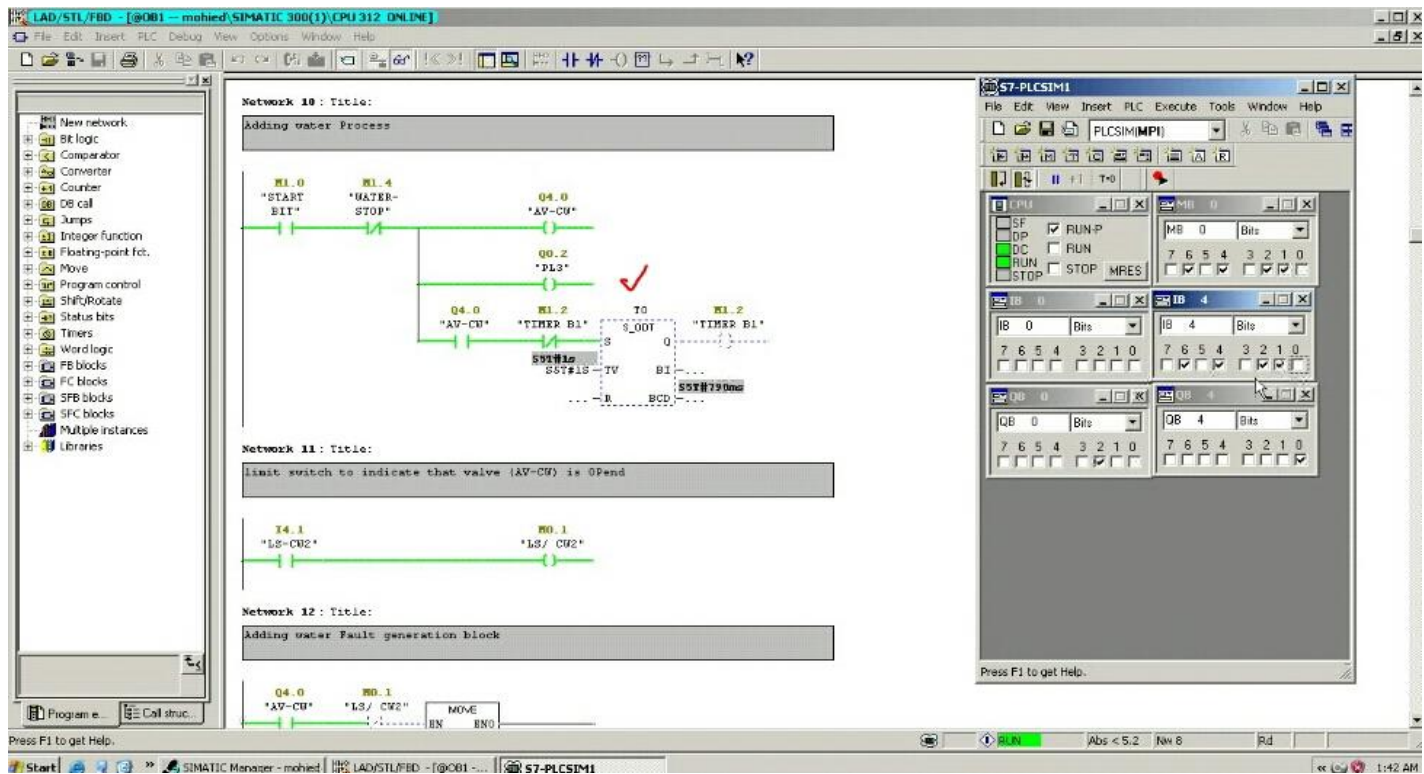 LAD/STL/FBD - [@OB1 -- mohied\SIMATIC 300(1)\CPU 312 ONLINE]
File Edit Insert PLC Debug View Options Window Help
New network
Bit logic
Comparator
Converter
Counter
DB call
Jumps
Integer function
Floating-point fct.
Move
Program control
Shift/Rotate
Status bits
Timers
Word logic
FB blocks
FC blocks
SFB blocks
SFC blocks
Multiple instances
Libraries
Program e...
Call struc...
Network 10 : Title:
Adding water Process
M1.0 M1.4
"START "WATER- Q4.0
BIT" STOP" "AV-CW"
Q0.2
"PL3"
Q4.0 M1.2 T0 M1.2
"AV-CW" "TIMER B1" S_ODT "TIMER B1"
S Q
S5T#1s
S5T#1S TV BI ...
S5T#790ms
... R BCD ...
Network 11 : Title:
limit switch to indicate that valve (AV-CW) is OPend
I4.1 M0.1
"LS-CW2" "LS/ CW2"
Network 12 : Title:
Adding water Fault generation block
Q4.0 M0.1
"AV-CW" "LS/ CW2" MOVE
EN ENO
S7-PLCSIM1
File Edit View Insert PLC Execute Tools Window Help
PLCSIM(MPI)
+1 T=0
CPU
SF
DP
DC
RUN
STOP
RUN-P
RUN
STOP MRES
MB 0
MB 0 Bits
7 6 5 4 3 2 1 0
IB 0
IB 0 Bits
7 6 5 4 3 2 1 0
IB 4
IB 4 Bits
7 6 5 4 3 2 1 0
QB 0
QB 0 Bits
7 6 5 4 3 2 1 0
QB 4
QB 4 Bits
7 6 5 4 3 2 1 0
Press F1 to get Help.
Press F1 to get Help.
RUN Abs < 5.2 Nw 8 Rd
Start
SIMATIC Manager - mohied
LAD/STL/FBD - [@OB1 -...
S7-PLCSIM1
1:42 AM